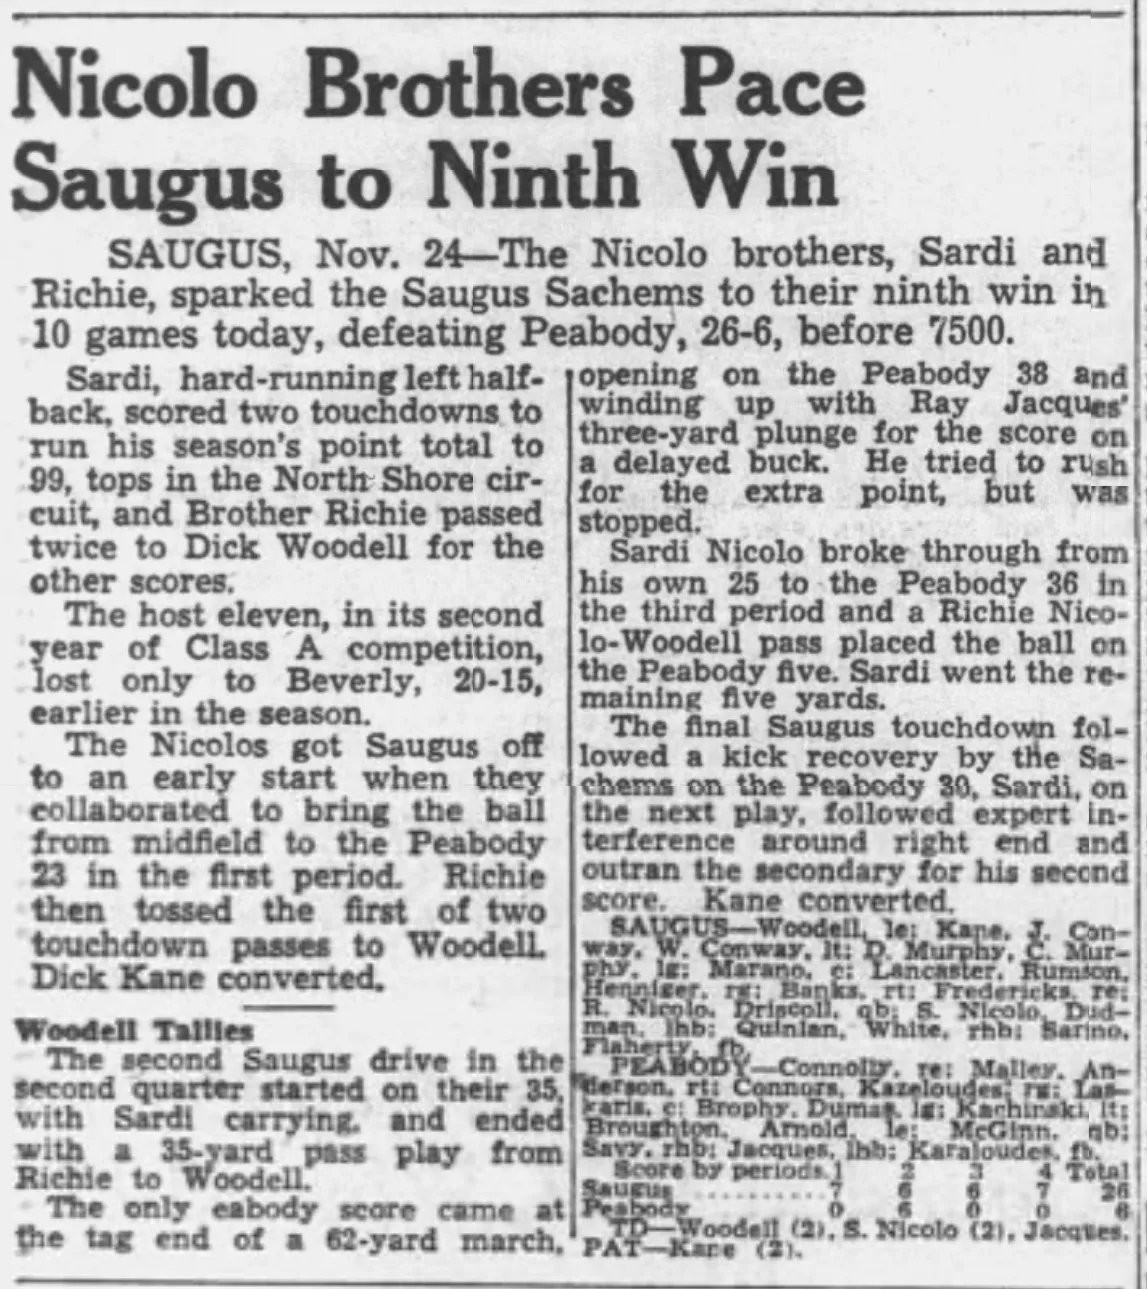 Nicolo Brothers Pace
Saugus to Ninth Win
SAUGUS, Nov. 24—The Nicolo brothers, Sardi and
Richie, sparked the Saugus Sachems to their ninth win in
10 games today, defeating Peabody, 26-6, before 7500.
Sardi, hard-running left half-
back, scored two touchdowns to
run his season's point total to
99, tops in the North Shore cir-
cuit, and Brother Richie passed
twice to Dick Woodell for the
other scores.
The host eleven, in its second
year of Class A competition,
lost only to Beverly, 20-15,
earlier in the season.
The Nicolos got Saugus off
to an early start when they
collaborated to bring the ball
from midfield to the Peabody
23 in the first period. Richie
then tossed the first of two
touchdown passes to Woodell.
Dick Kane converted.
Woodell Tallies
The second Saugus drive in the
second quarter started on their 35,
with Sardi carrying, and ended
with a 35-yard pass play from
Richie to Woodell.
The only eabody score came at
the tag end of a 62-yard march,
opening on the Peabody 38 and
winding up with Ray Jacques'
three-yard plunge for the score on
a delayed buck. He tried to rush
for the extra point, but was
stopped.
Sardi Nicolo broke through from
his own 25 to the Peabody 36 in
the third period and a Richie Nico-
lo-Woodell pass placed the ball on
the Peabody five. Sardi went the re-
maining five yards.
The final Saugus touchdown fol-
lowed a kick recovery by the Sa-
chems on the Peabody 30, Sardi, on
the next play, followed expert in-
terference around right end and
outran the secondary for his second
score. Kane converted.
SAUGUS—Woodell, le; Kane, J. Con-
way, W. Conway, lt; D. Murphy, C. Mur-
phy, lg; Marano, c; Lancaster, Rumson,
Henniger, rg; Banks, rt; Fredericks, re;
R. Nicolo, Driscoll, qb; S. Nicolo, Dud-
man, lhb; Quinlan, White, rhb; Sarino,
Flaherty, fb.
PEABODY—Connolly, re; Malley, An-
derson, rt; Connors, Kazeloudes, rg; Las-
karis, c; Brophy, Dumas, lg; Kachinski, lt;
Broughton, Arnold, le; McGinn, qb;
Savy, rhb; Jacques, lhb; Karaloudes, fb.
Score by periods 1 2 3 4 Total
Saugus .......... 7 6 6 7 26
Peabody 0 6 0 0 6
TD—Woodell (2), S. Nicolo (2), Jacques.
PAT—Kane (2).